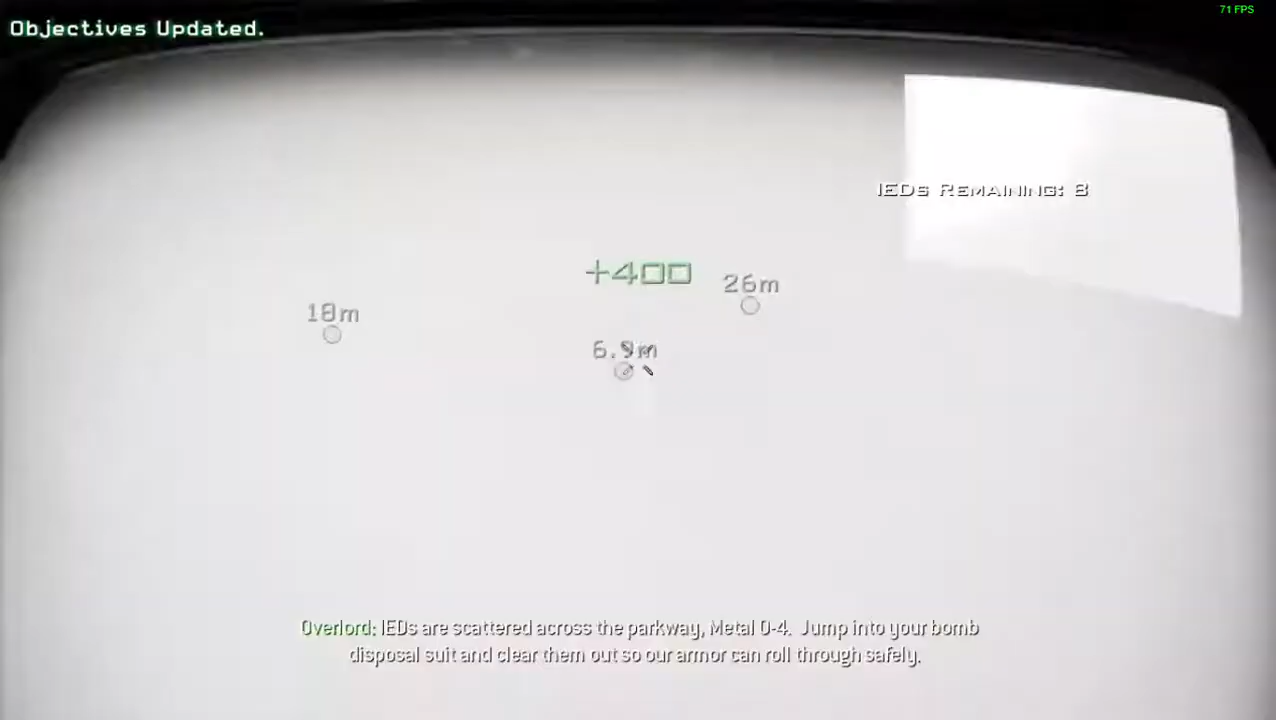 71 FPS
Objectives Updated.
IEDs Remaining: 8
+400
26m
18m
6.9m
Overlord: IEDs are scattered across the parkway, Metal 0-4. Jump into your bomb
disposal suit and clear them out so our armor can roll through safely.